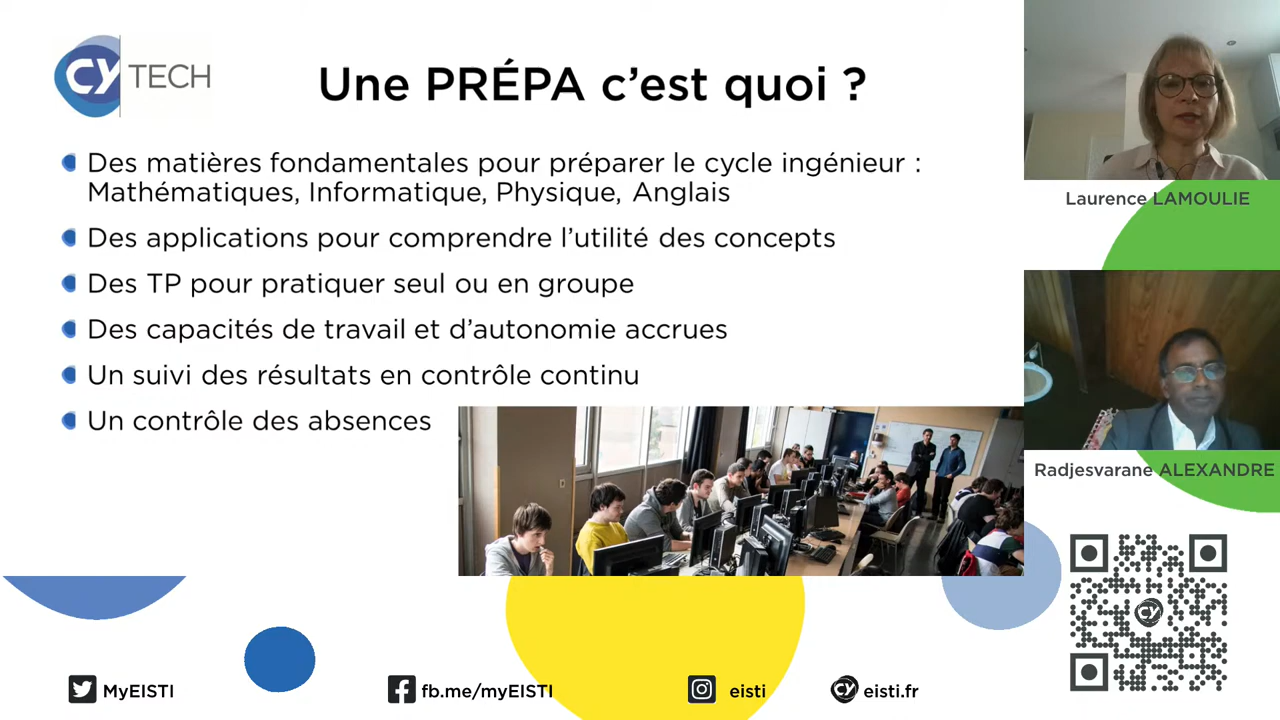 CY TECH
Une PRÉPA c’est quoi ?
Des matières fondamentales pour préparer le cycle ingénieur :
Mathématiques, Informatique, Physique, Anglais
Des applications pour comprendre l’utilité des concepts
Des TP pour pratiquer seul ou en groupe
Des capacités de travail et d’autonomie accrues
Un suivi des résultats en contrôle continu
Un contrôle des absences
Laurence LAMOULIE
Radjesvarane ALEXANDRE
CY
MyEISTI
fb.me/myEISTI
eisti
CY
eisti.fr